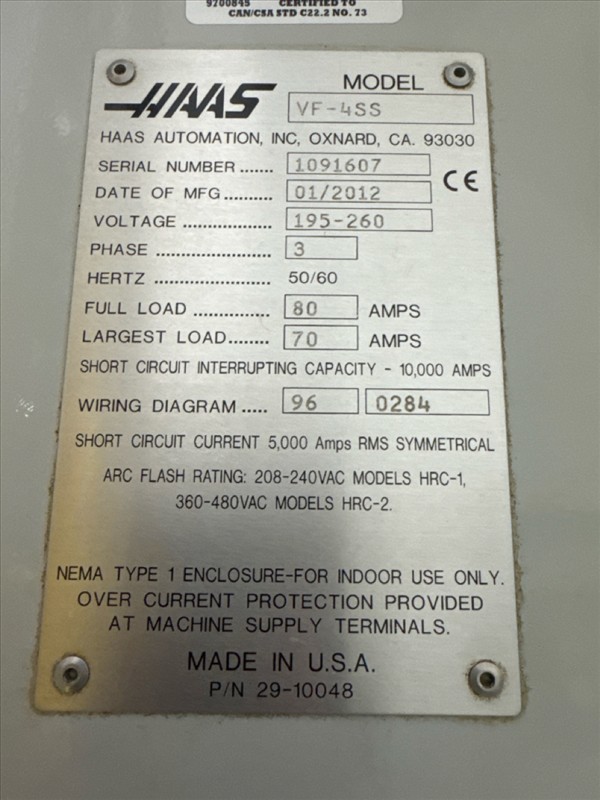 9700845 CERTIFIED TO
CAN/CSA STD C22.2 NO. 73
HAAS
MODEL
VF-4SS
HAAS AUTOMATION, INC, OXNARD, CA. 93030
SERIAL NUMBER ....... 1091607
CE
DATE OF MFG.......... 01/2012
VOLTAGE .................. 195-260
PHASE ....................... 3
HERTZ ........................ 50/60
FULL LOAD ............... 80 AMPS
LARGEST LOAD........ 70 AMPS
SHORT CIRCUIT INTERRUPTING CAPACITY - 10,000 AMPS
WIRING DIAGRAM ..... 96 0284
SHORT CIRCUIT CURRENT 5,000 Amps RMS SYMMETRICAL
ARC FLASH RATING: 208-240VAC MODELS HRC-1,
360-480VAC MODELS HRC-2.
NEMA TYPE 1 ENCLOSURE-FOR INDOOR USE ONLY.
OVER CURRENT PROTECTION PROVIDED
AT MACHINE SUPPLY TERMINALS.
MADE IN U.S.A.
P/N 29-10048